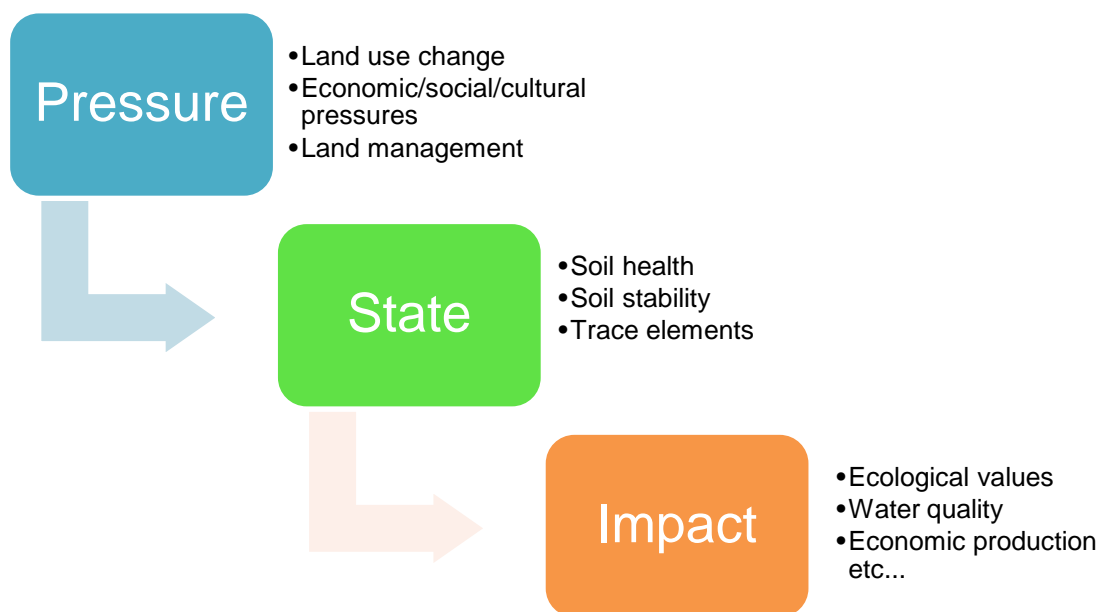 Pressure
•Land use change
•Economic/social/cultural
pressures
•Land management
State
•Soil health
•Soil stability
•Trace elements
Impact
•Ecological values
•Water quality
•Economic production
etc...